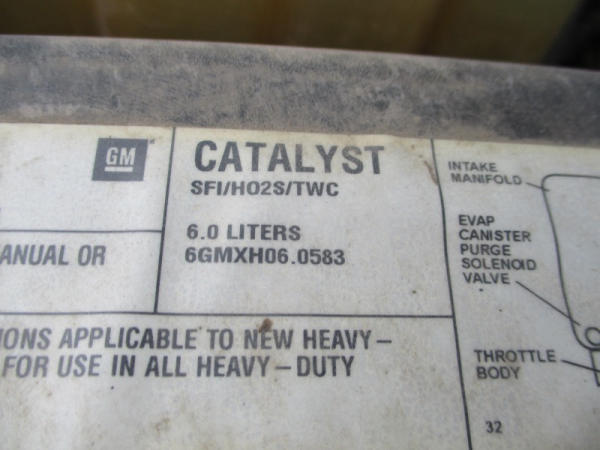 GM
CATALYST
SFI/HO2S/TWC
6.0 LITERS
6GMXH06.0583
ANUAL OR
IONS APPLICABLE TO NEW HEAVY–
FOR USE IN ALL HEAVY–DUTY
INTAKE
MANIFOLD
EVAP
CANISTER
PURGE
SOLENOID
VALVE
THROTTLE
BODY
32